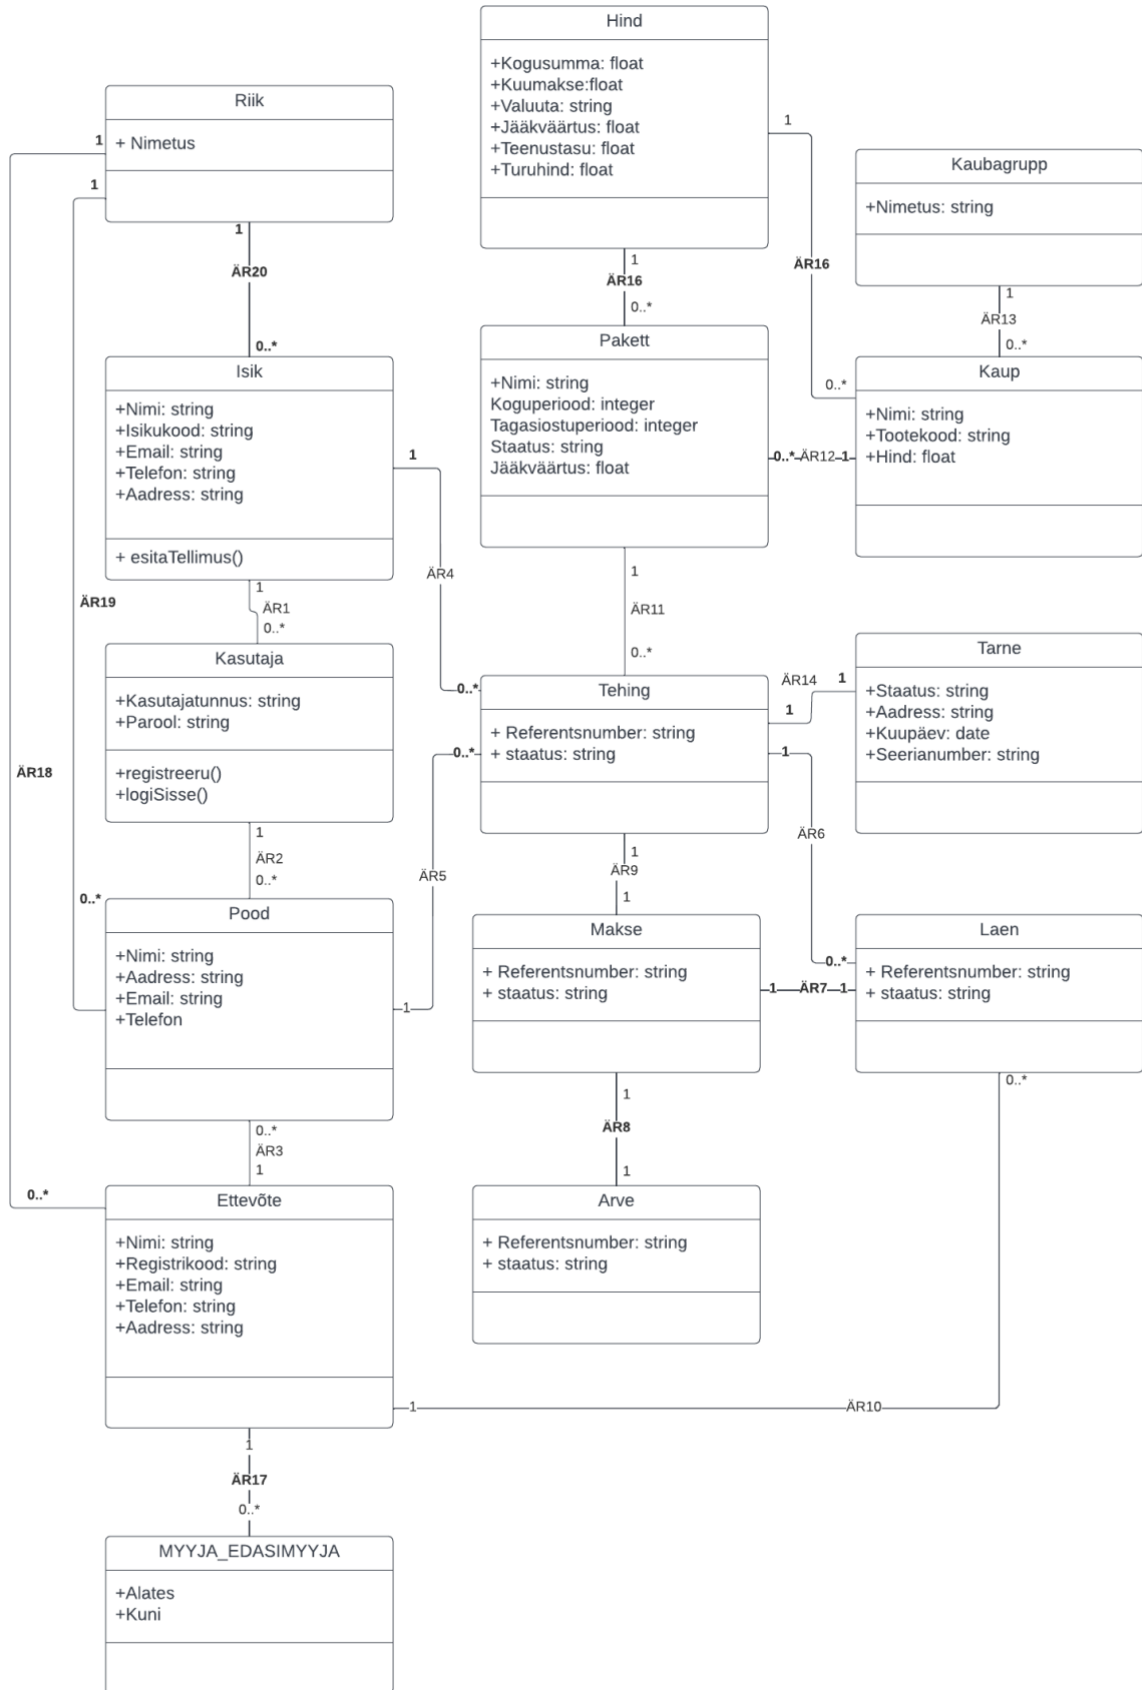 Hind
+Kogusumma: float
+Kuumakse:float
+Valuuta: string
+Jääkväärtus: float
+Teenustasu: float
+Turuhind: float
Riik
+ Nimetus
1
1
1
ÄR20
0..*
1
ÄR16
0..*
1
ÄR16
0..*
Kaubagrupp
+Nimetus: string
1
ÄR13
0..*
Isik
+Nimi: string
+Isikukood: string
+Email: string
+Telefon: string
+Aadress: string
+ esitaTellimus()
Pakett
+Nimi: string
Koguperiood: integer
Tagasiostuperiood: integer
Staatus: string
Jääkväärtus: float
0..* ÄR12 1
Kaup
+Nimi: string
+Tootekood: string
+Hind: float
1
ÄR4
0..*
1
ÄR1
0..*
1
ÄR11
0..*
ÄR19
ÄR18
Kasutaja
+Kasutajatunnus: string
+Parool: string
+registreeru()
+logiSisse()
Tehing
+ Referentsnumber: string
+ staatus: string
ÄR14
1
1
Tarne
+Staatus: string
+Aadress: string
+Kuupäev: date
+Seerianumber: string
0..*
ÄR5
1
1
ÄR6
0..*
1
ÄR2
0..*
0..*
1
ÄR9
1
Pood
+Nimi: string
+Aadress: string
+Email: string
+Telefon
Makse
+ Referentsnumber: string
+ staatus: string
1 ÄR7 1
Laen
+ Referentsnumber: string
+ staatus: string
0..*
ÄR3
1
1
ÄR8
1
0..*
0..*
Ettevõte
+Nimi: string
+Registrikood: string
+Email: string
+Telefon: string
+Aadress: string
Arve
+ Referentsnumber: string
+ staatus: string
1
ÄR10
1
ÄR17
0..*
MYYJA_EDASIMYYJA
+Alates
+Kuni